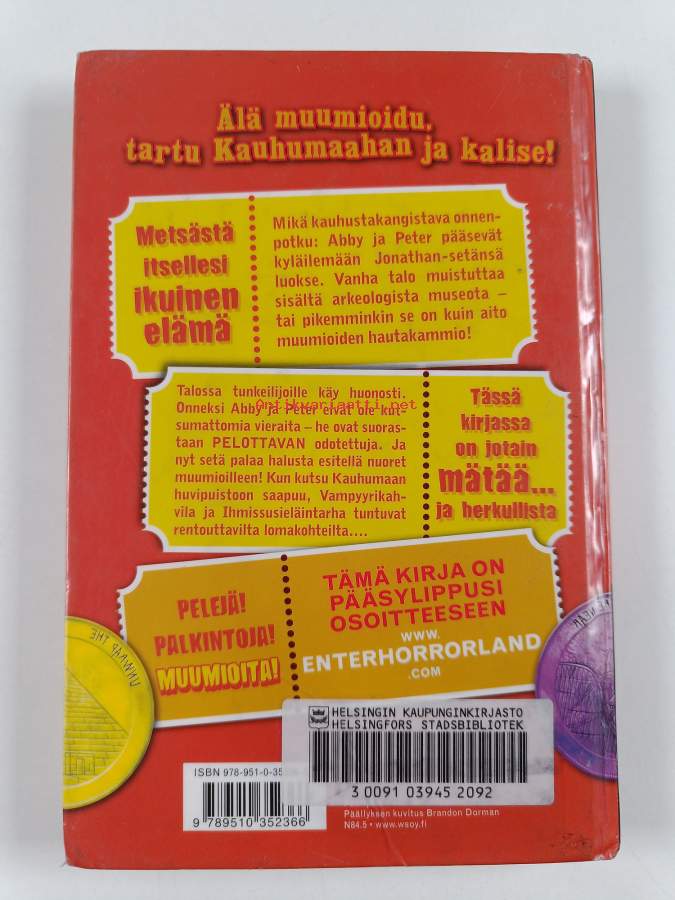 Älä muumioidu,
tartu Kauhumaahan ja kalise!
Metsästä
itsellesi
ikuinen
elämä
Mikä kauhustakangistava onnen-
potku: Abby ja Peter pääsevät
kyläilemään Jonathan-setänsä
luokse. Vanha talo muistuttaa
sisältä arkeologista museota –
tai pikemminkin se on kuin aito
muumioiden hautakammio!
Talossa tunkeilijoille käy huonosti.
Onneksi Abby ja Peter eivät ole kut-
sumattomia vieraita – he ovat suoras-
taan PELOTTAVAN odotettuja. Ja
nyt setä palaa halusta esitellä nuoret
muumioilleen! Kun kutsu Kauhumaan
huvipuistoon saapuu, Vampyyrikah-
vila ja Ihmissusieläintarha tuntuvat
rentouttavilta lomakohteilta....
antikvariaatti.net
Tässä
kirjassa
on jotain
mätää...
ja herkullista
PELEJÄ!
PALKINTOJA!
MUUMIOITA!
TÄMÄ KIRJA ON
PÄÄSYLIPPUSI
OSOITTEESEEN
WWW.
ENTERHORRORLAND
.COM
HELSINGIN KAUPUNGINKIRJASTO
HELSINGFORS STADSBIBLIOTEK
3 0091 03945 2092
ISBN 978-951-0-35
9 789510 352366
Päällyksen kuvitus Brandon Dorman
N84.5 • www.wsoy.fi